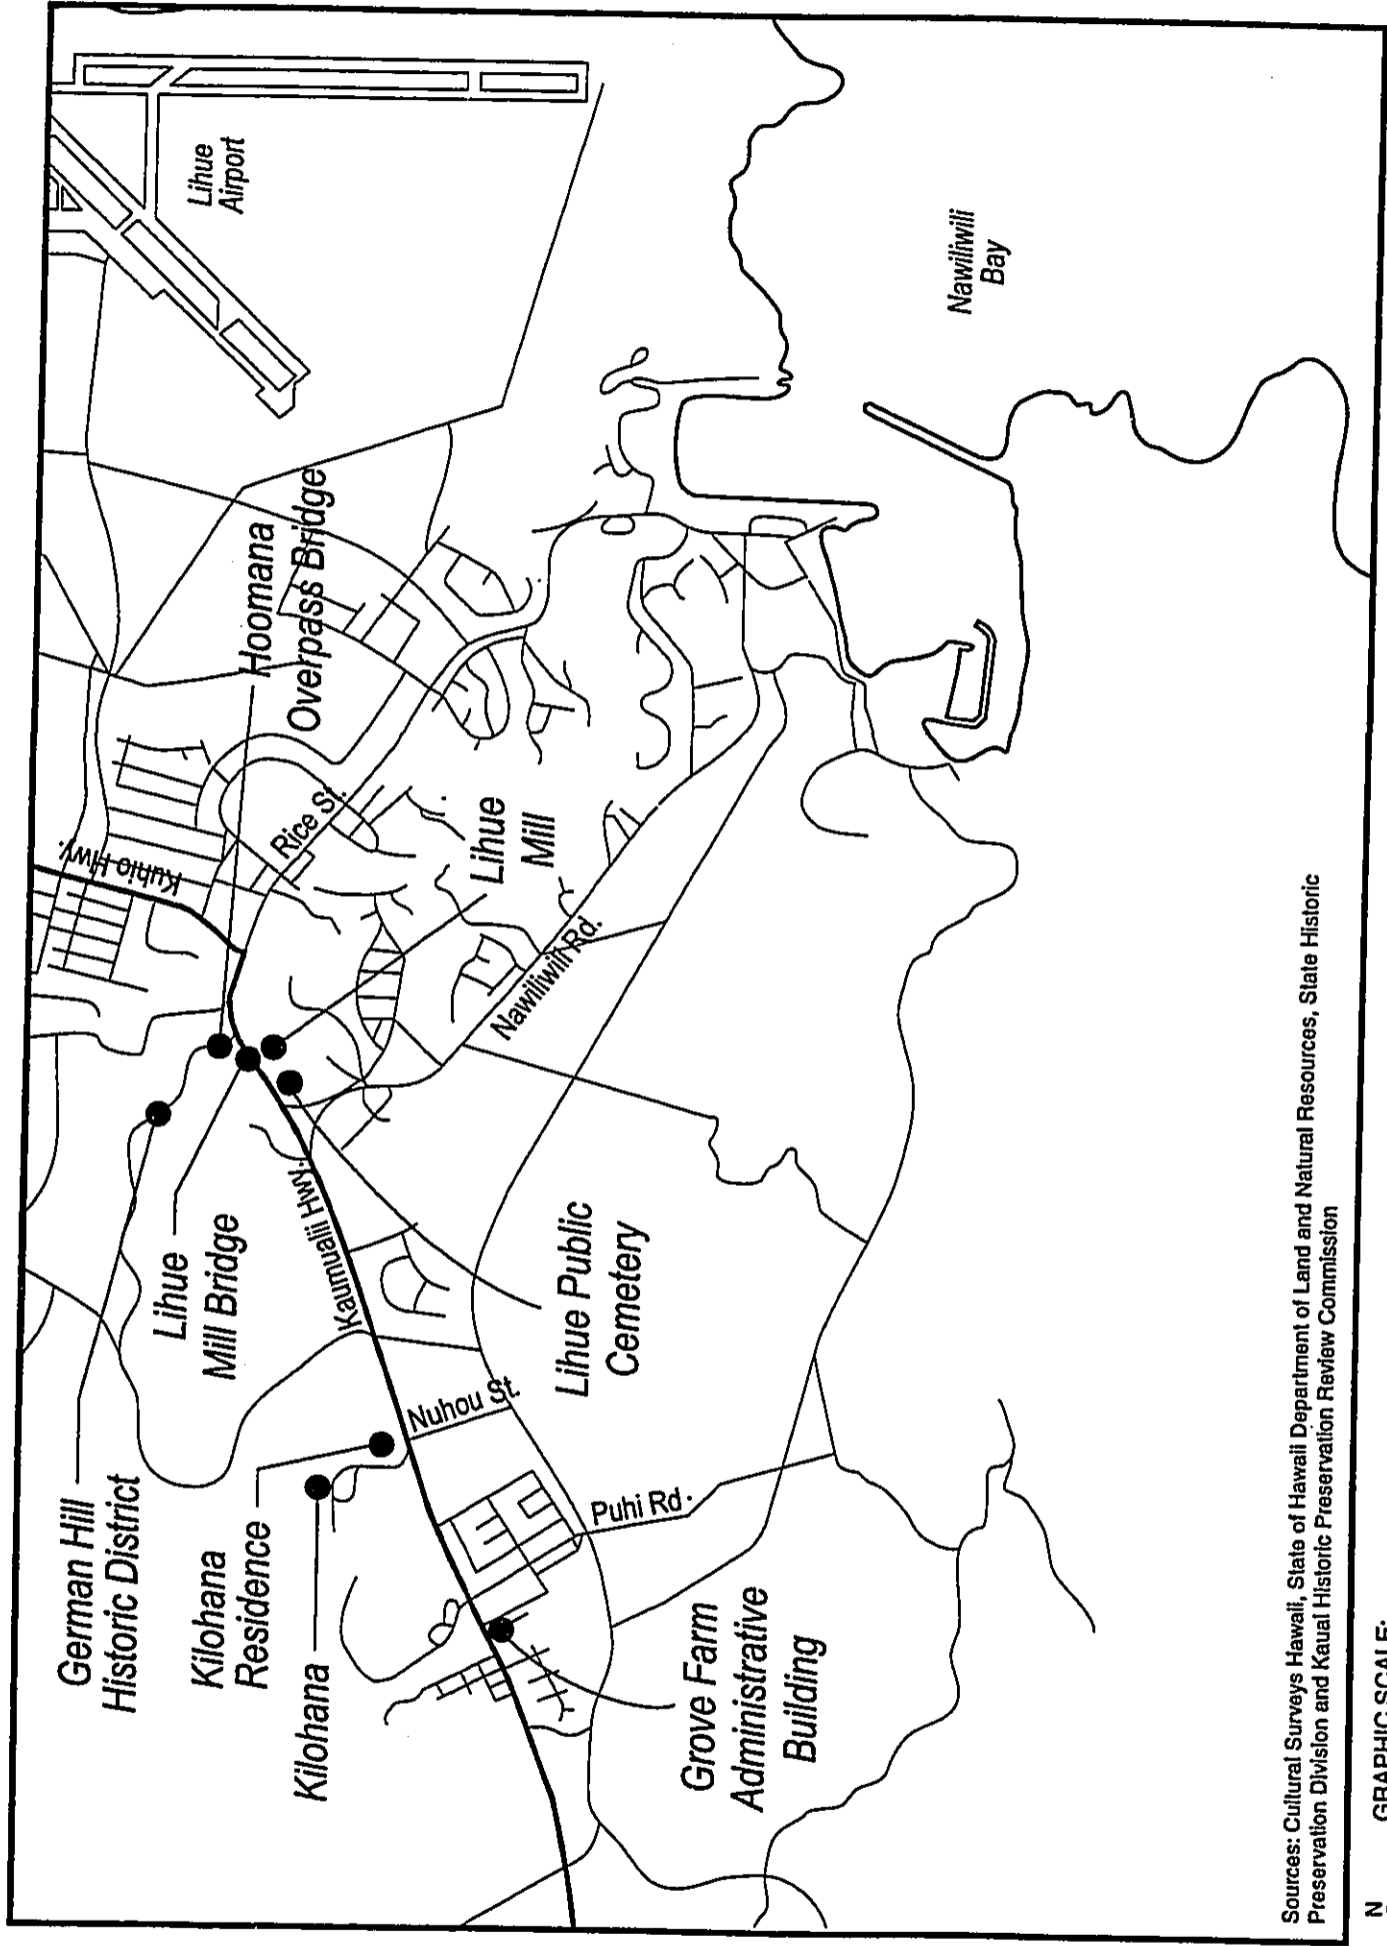 German Hill
Historic District
Kuhio Hwy.
Lihue
Mill Bridge
Lihue
Airport
Kilohana
Residence
Hoomana
Overpass Bridge
Rice St.
Kilohana
Kaumualii Hwy.
Nuhou St.
Lihue
Mill
Nawiliwili Rd.
Lihue Public
Cemetery
Puhi Rd.
Grove Farm
Administrative
Building
Nawiliwili
Bay
Sources: Cultural Surveys Hawaii, State of Hawaii Department of Land and Natural Resources, State Historic
Preservation Division and Kauai Historic Preservation Review Commission
N
GRAPHIC SCALE: